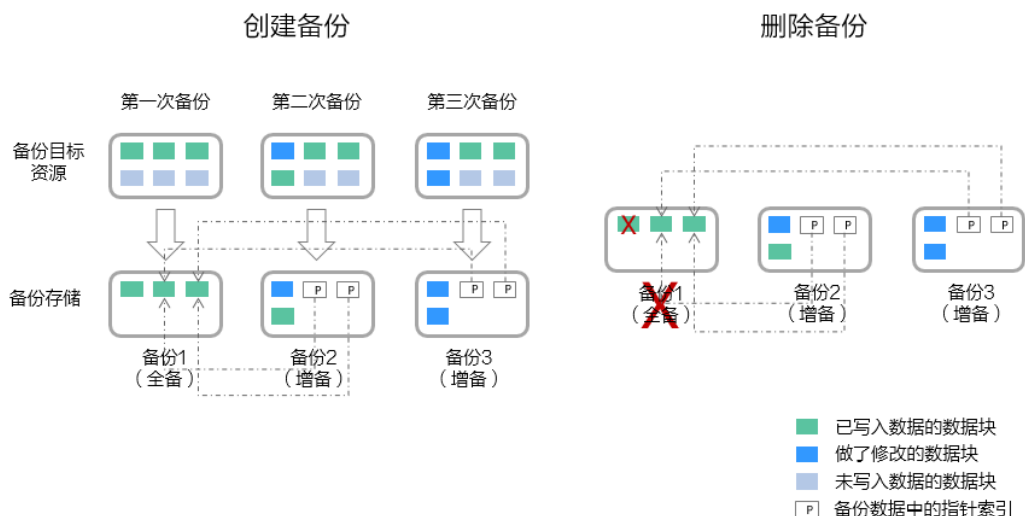 创建备份
删除备份
第一次备份
第二次备份
第三次备份
备份目标
资源
备份存储
P
P
P
P
备份1
（全备）
备份2
（增备）
备份3
（增备）
X
P
P
P
P
备份1
（全备）
X
备份2
（增备）
备份3
（增备）
已写入数据的数据块
做了修改的数据块
未写入数据的数据块
P 备份数据中的指针索引